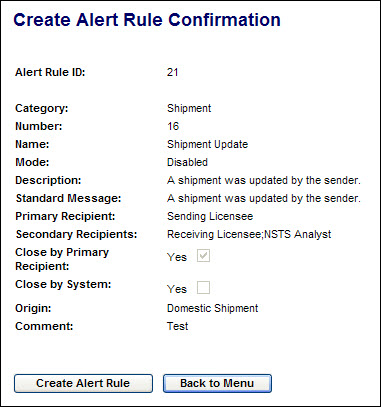 Create Alert Rule Confirmation
Alert Rule ID: 21
Category: Shipment
Number: 16
Name: Shipment Update
Mode: Disabled
Description: A shipment was updated by the sender.
Standard Message: A shipment was updated by the sender.
Primary Recipient: Sending Licensee
Secondary Recipients: Receiving Licensee;NSTS Analyst
Close by Primary
Recipient: Yes
Close by System: Yes
Origin: Domestic Shipment
Comment: Test
Create Alert Rule Back to Menu